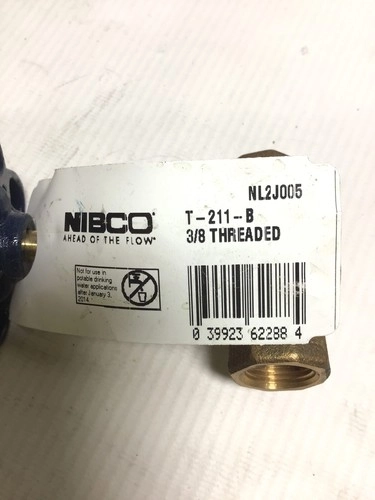 NL2J005
NIBCO®
AHEAD OF THE FLOW®
T-211-B
3/8 THREADED
Not for use in
potable drinking
water applications
after January 3,
2014
0 39923 62288 4